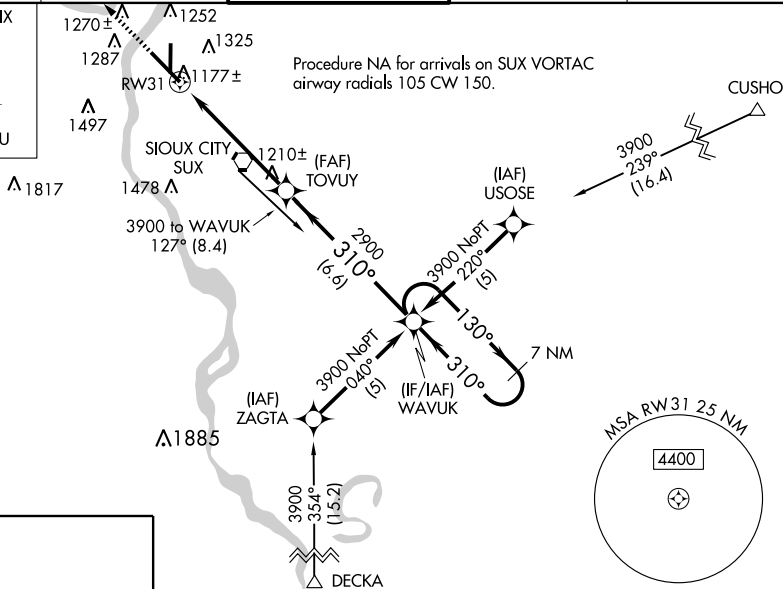 IX
1270±
1252
1287
1325
RW31
1177±
Procedure NA for arrivals on SUX VORTAC
airway radials 105 CW 150.
CUSHO
1497
U
3900
239°
(16.4)
SIOUX CITY
SUX
1210±
(FAF)
TOVUY
(IAF)
USOSE
1817
1478
3900 to WAVUK
127° (8.4)
2900
310°
(6.6)
3900 NoPT
220°
(5)
130°
310°
7 NM
3900 NoPT
040°
(5)
(IF/IAF)
WAVUK
(IAF)
ZAGTA
1885
MSA RW31 25 NM
4400
3900
354°
(15.2)
DECKA